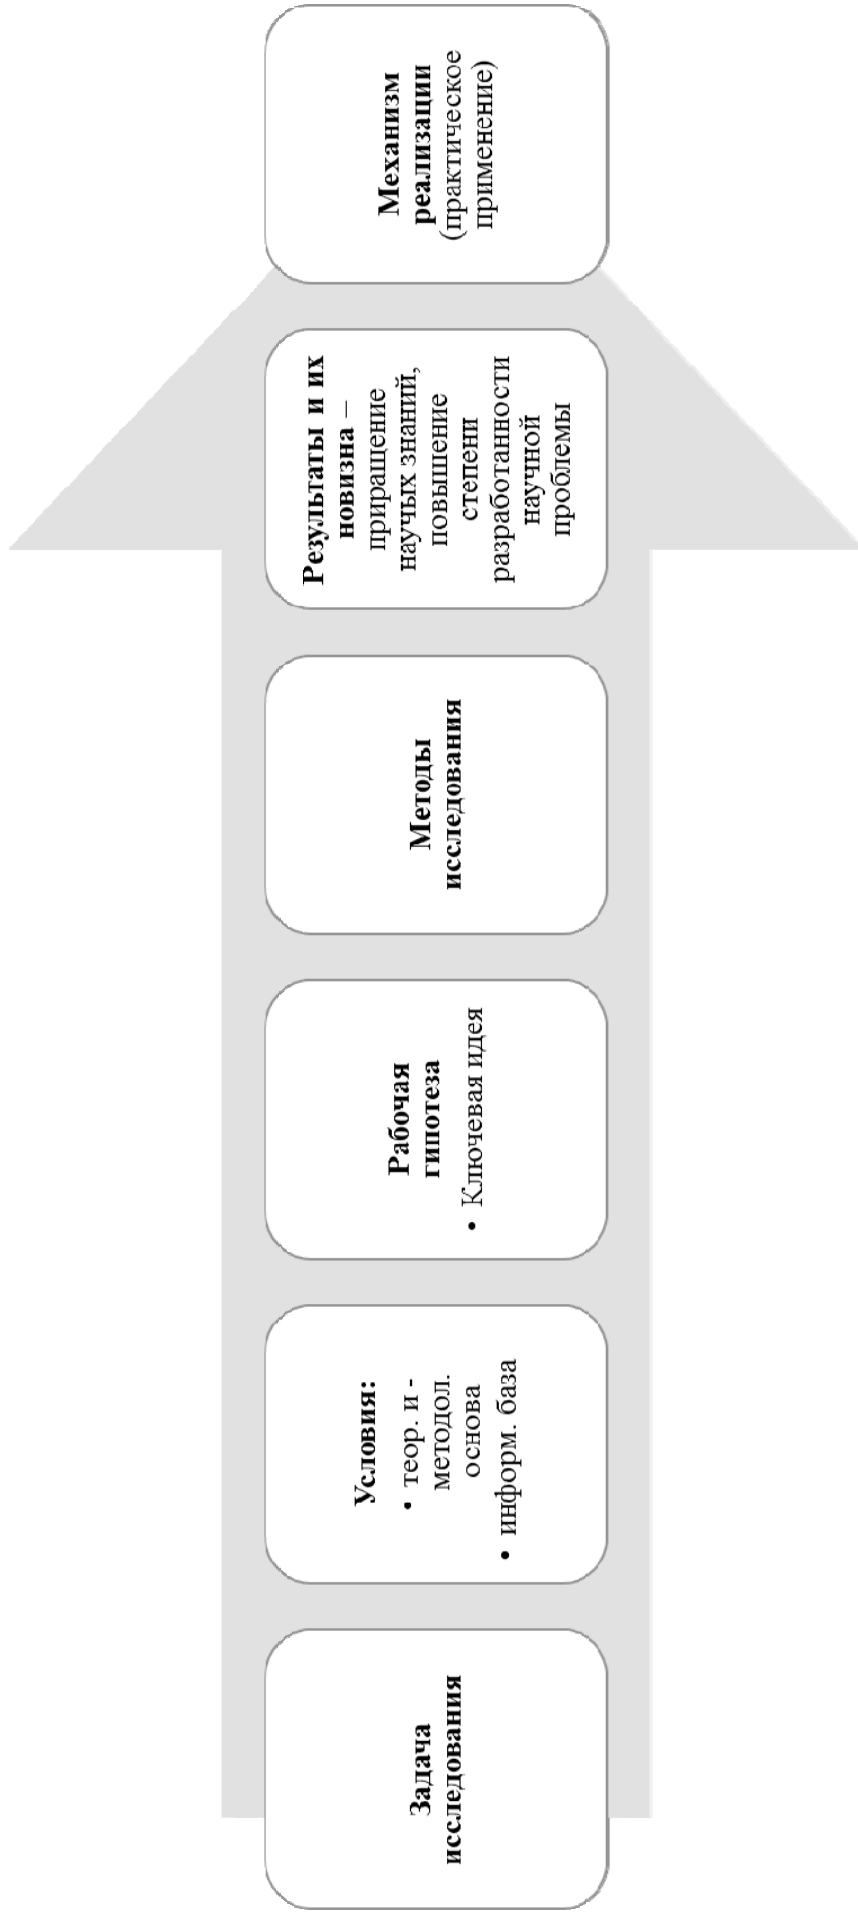 Задача
исследования
Условия:
• теор. и -
методол.
основа
• информ. база
Рабочая
гипотеза
• Ключевая идея
Методы
исследования
Результаты и их
новизна –
приращение
научых знаний,
повышение
степени
разработанности
научной
проблемы
Механизм
реализации
(практическое
применение)